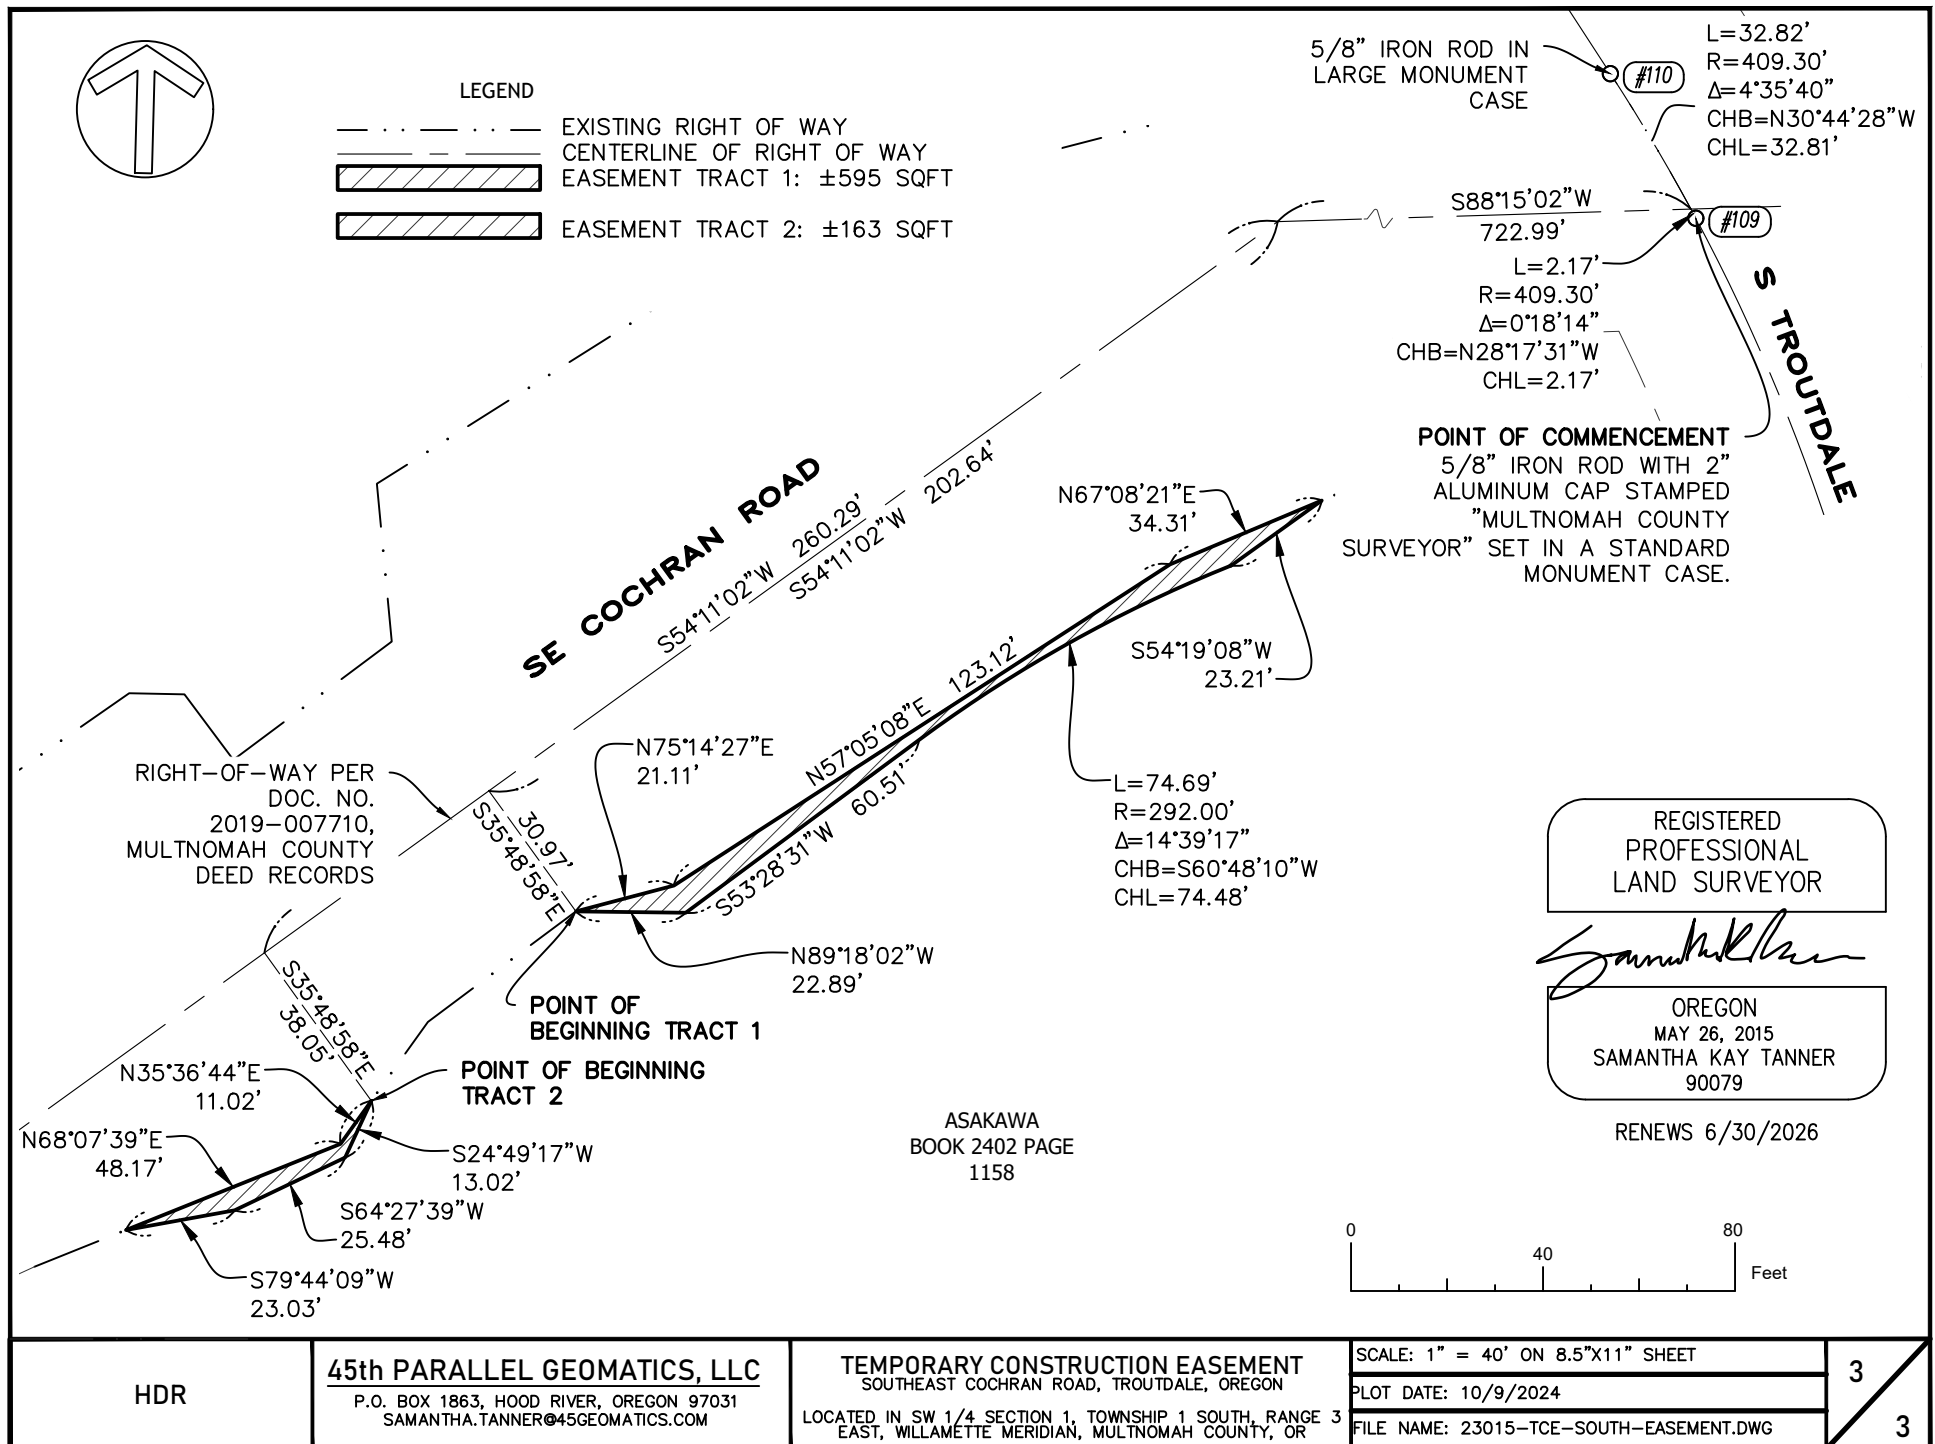 LEGEND
EXISTING RIGHT OF WAY
CENTERLINE OF RIGHT OF WAY
EASEMENT TRACT 1: ±595 SQFT
EASEMENT TRACT 2: ±163 SQFT
5/8" IRON ROD IN
LARGE MONUMENT
CASE
#110
L=32.82'
R=409.30'
Δ=4°35'40"
CHB=N30°44'28"W
CHL=32.81'
S88°15'02"W
722.99'
#109
L=2.17'
R=409.30'
Δ=0°18'14"
CHB=N28°17'31"W
CHL=2.17'
S TROUTDALE
POINT OF COMMENCEMENT
5/8" IRON ROD WITH 2"
ALUMINUM CAP STAMPED
"MULTNOMAH COUNTY
SURVEYOR" SET IN A STANDARD
MONUMENT CASE.
SE COCHRAN ROAD
S54°11'02"W 260.29'
S54°11'02"W 202.64'
N67°08'21"E
34.31'
S54°19'08"W
23.21'
N57°05'08"E 123.12'
S53°28'31"W 60.51'
N75°14'27"E
21.11'
L=74.69'
R=292.00'
Δ=14°39'17"
CHB=S60°48'10"W
CHL=74.48'
RIGHT-OF-WAY PER
DOC. NO.
2019-007710,
MULTNOMAH COUNTY
DEED RECORDS
30.97'
S35°48'58"E
N89°18'02"W
22.89'
POINT OF
BEGINNING TRACT 1
S35°48'58"E
38.05'
POINT OF BEGINNING
TRACT 2
N35°36'44"E
11.02'
N68°07'39"E
48.17'
S24°49'17"W
13.02'
S64°27'39"W
25.48'
S79°44'09"W
23.03'
ASAKAWA
BOOK 2402 PAGE
1158
REGISTERED
PROFESSIONAL
LAND SURVEYOR
OREGON
MAY 26, 2015
SAMANTHA KAY TANNER
90079
RENEWS 6/30/2026
0 40 80
Feet
HDR
45th PARALLEL GEOMATICS, LLC
P.O. BOX 1863, HOOD RIVER, OREGON 97031
SAMANTHA.TANNER@45GEOMATICS.COM
TEMPORARY CONSTRUCTION EASEMENT
SOUTHEAST COCHRAN ROAD, TROUTDALE, OREGON
LOCATED IN SW 1/4 SECTION 1, TOWNSHIP 1 SOUTH, RANGE 3
EAST, WILLAMETTE MERIDIAN, MULTNOMAH COUNTY, OR
SCALE: 1" = 40' ON 8.5"X11" SHEET
PLOT DATE: 10/9/2024
FILE NAME: 23015-TCE-SOUTH-EASEMENT.DWG
3
3